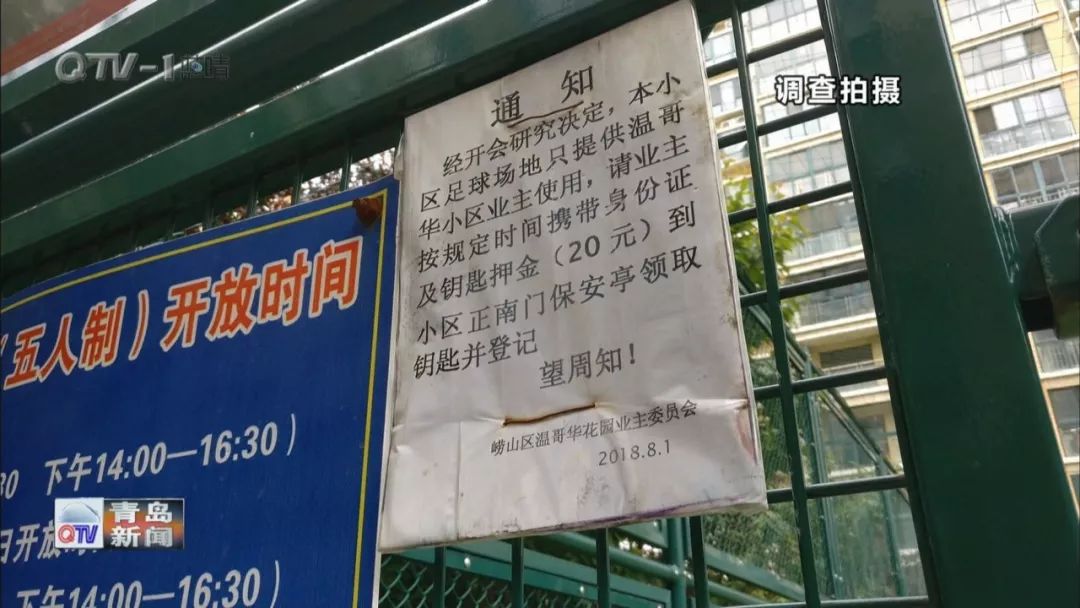 QTV-1
调查拍摄
通 知
经开会研究决定，本小
区足球场地只提供温哥
华小区业主使用，请业主
按规定时间携带身份证
及钥匙押金（20元）到
小区正南门保安亭领取
钥匙并登记
望周知！
崂山区温哥华花园业主委员会
2018.8.1
（五人制）开放时间
30 下午14:00—16:30）
日开放
下午14:00—16:30）
QTV
青岛
新闻